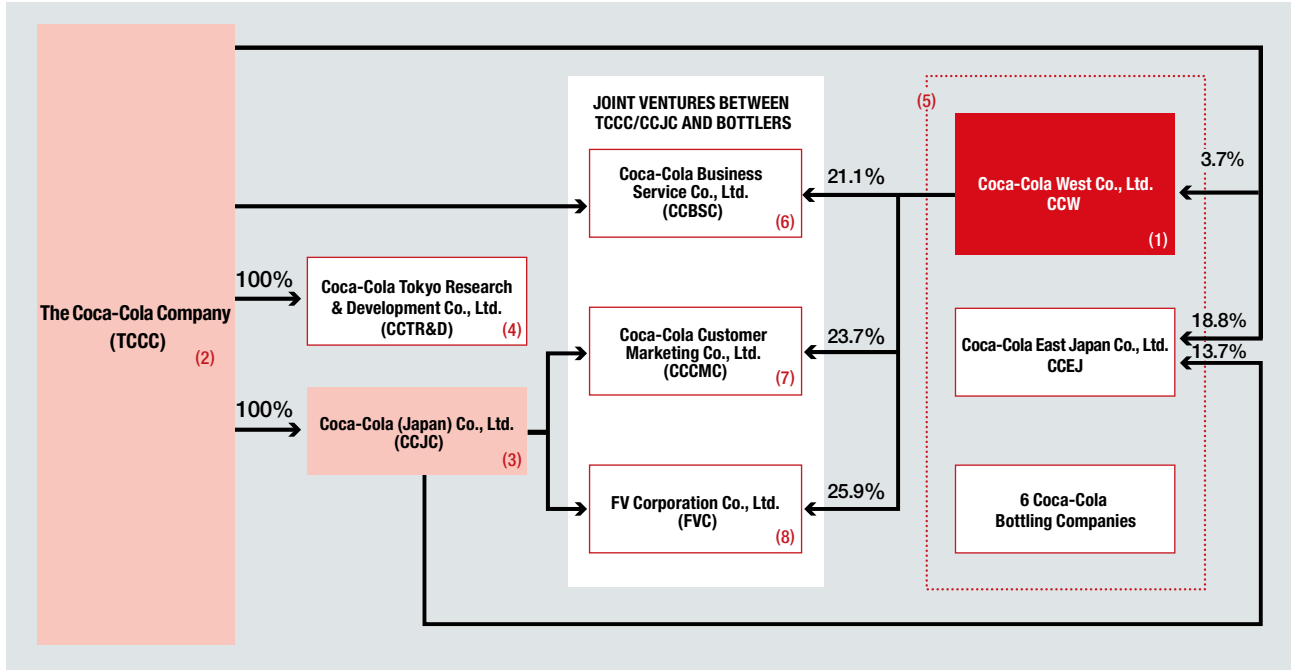 The Coca-Cola Company
(TCCC)
(2)
100%
Coca-Cola Tokyo Research
& Development Co., Ltd.
(CCTR&D)
(4)
100%
Coca-Cola (Japan) Co., Ltd.
(CCJC)
(3)
JOINT VENTURES BETWEEN
TCCC/CCJC AND BOTTLERS
Coca-Cola Business
Service Co., Ltd.
(CCBSC)
(6)
21.1%
Coca-Cola Customer
Marketing Co., Ltd.
(CCCMC)
(7)
23.7%
FV Corporation Co., Ltd.
(FVC)
(8)
25.9%
(5)
Coca-Cola West Co., Ltd.
CCW
(1)
3.7%
Coca-Cola East Japan Co., Ltd.
CCEJ
18.8%
13.7%
6 Coca-Cola
Bottling Companies